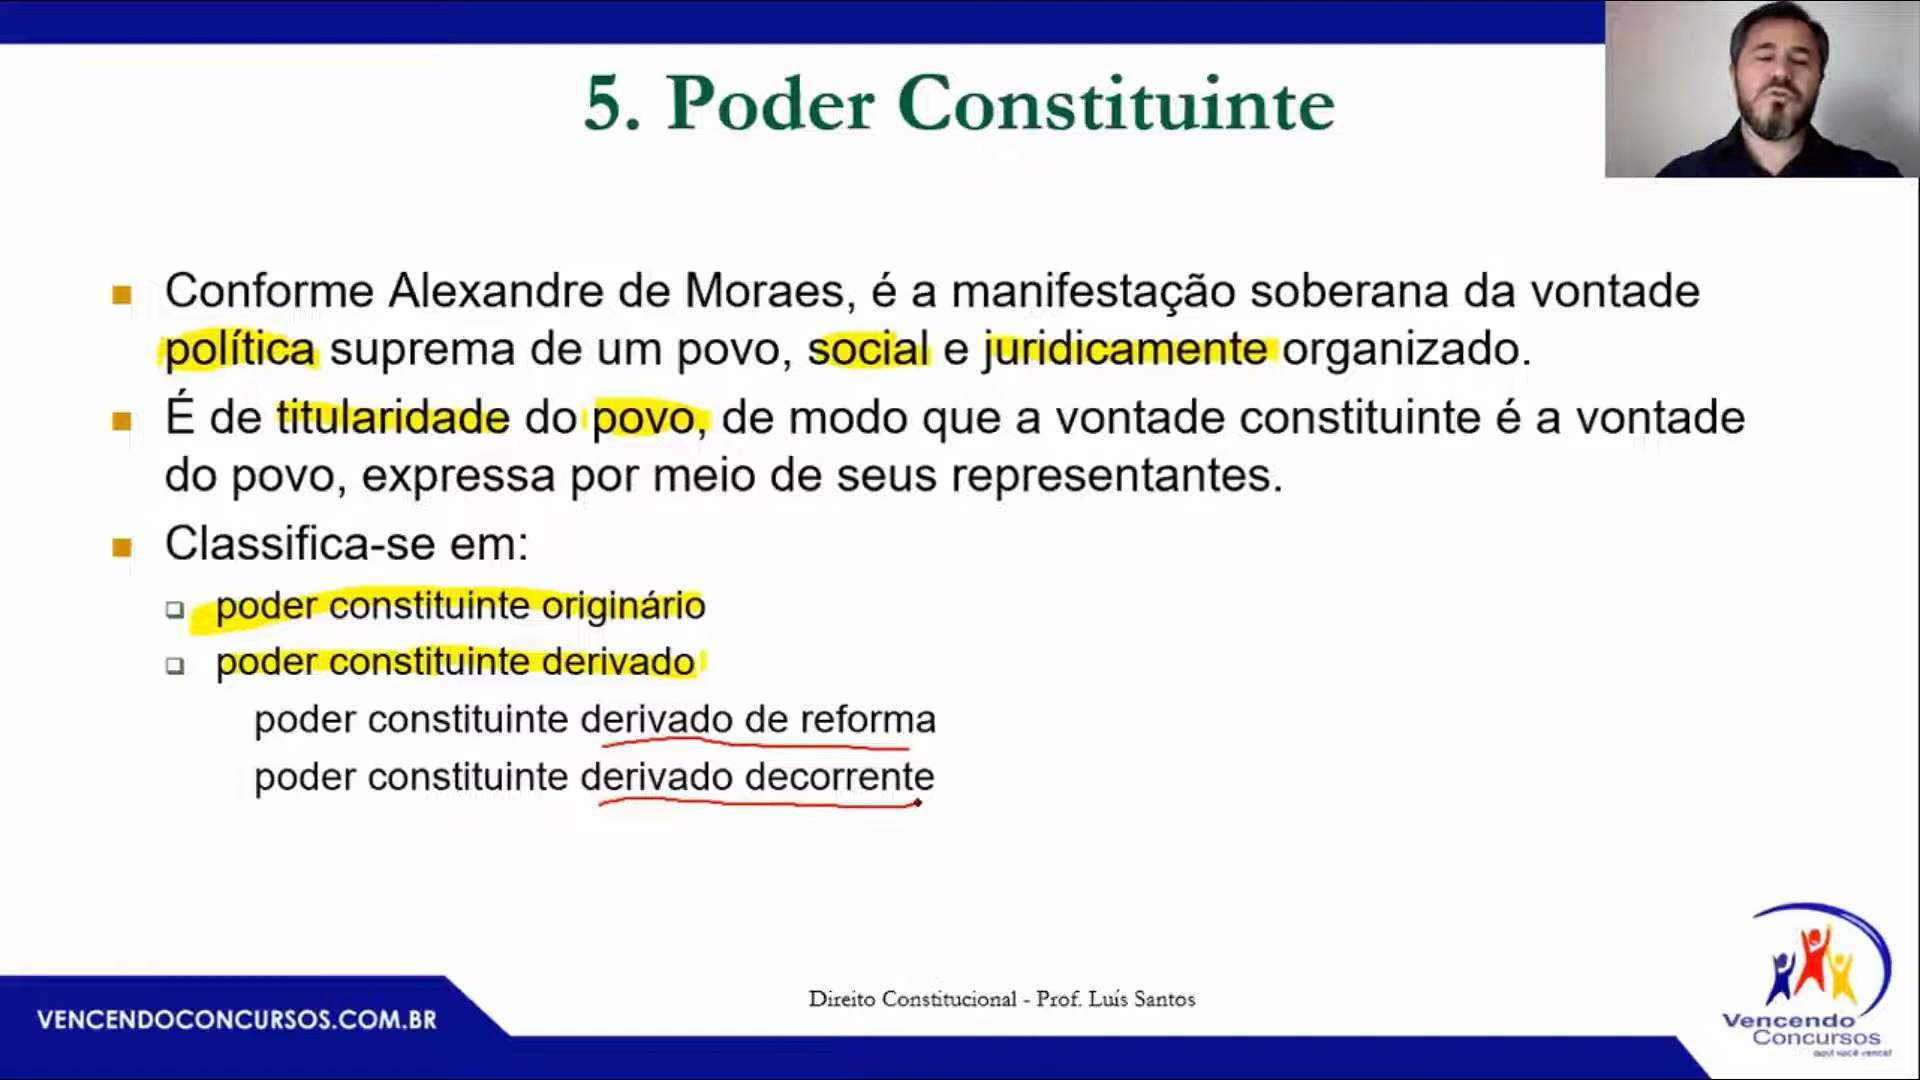 5. Poder Constituinte
Conforme Alexandre de Moraes, é a manifestação soberana da vontade
política suprema de um povo, social e juridicamente organizado.
É de titularidade do povo, de modo que a vontade constituinte é a vontade
do povo, expressa por meio de seus representantes.
Classifica-se em:
poder constituinte originário
poder constituinte derivado
poder constituinte derivado de reforma
poder constituinte derivado decorrente
Direito Constitucional - Prof. Luís Santos
VENCENDOCONCURSOS.COM.BR
Vencendo
Concursos
aqui você vence!